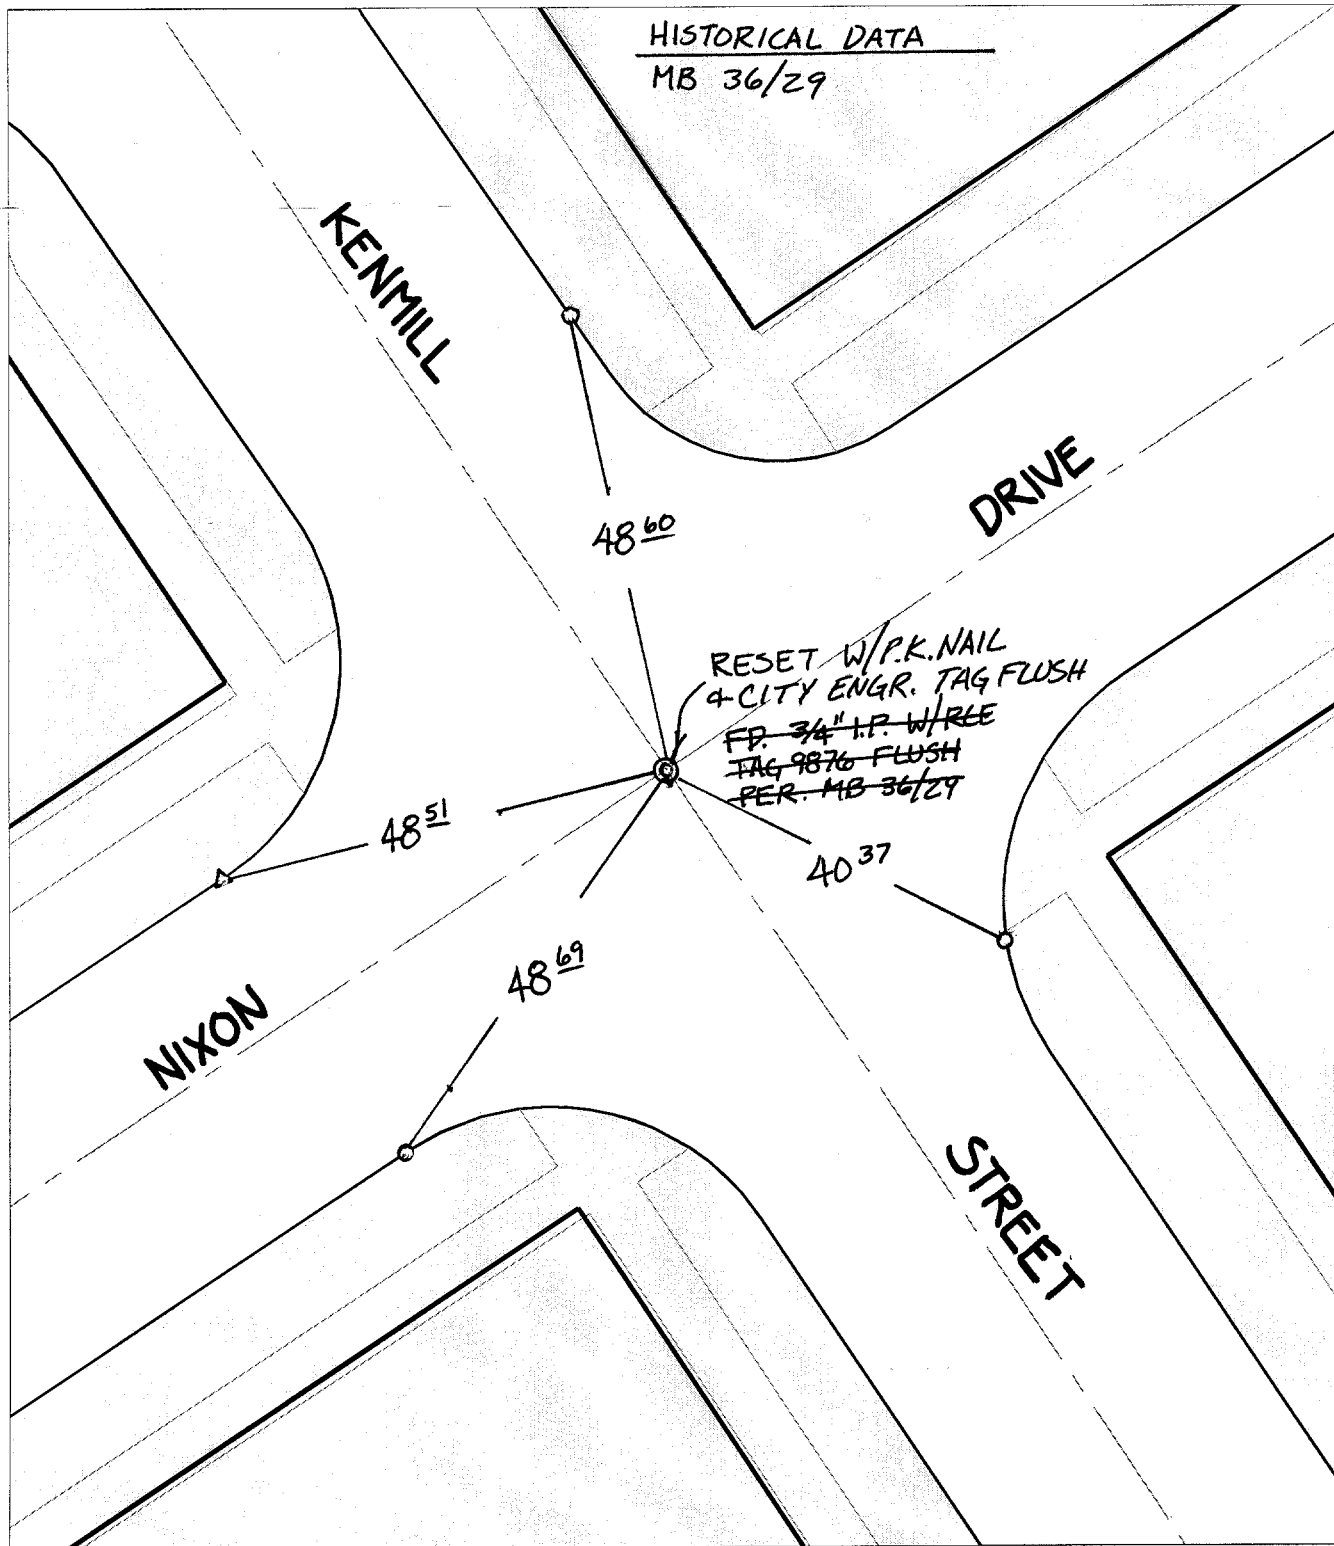 HISTORICAL DATA
MB 36/29
KENMILL
DRIVE
48 60
RESET W/P.K. NAIL
& CITY ENGR. TAG FLUSH
FD. 3/4" I.P. W/RCE
TAG 9876 FLUSH
PER. MB 36/29
48 51
40 37
48 69
NIXON
STREET